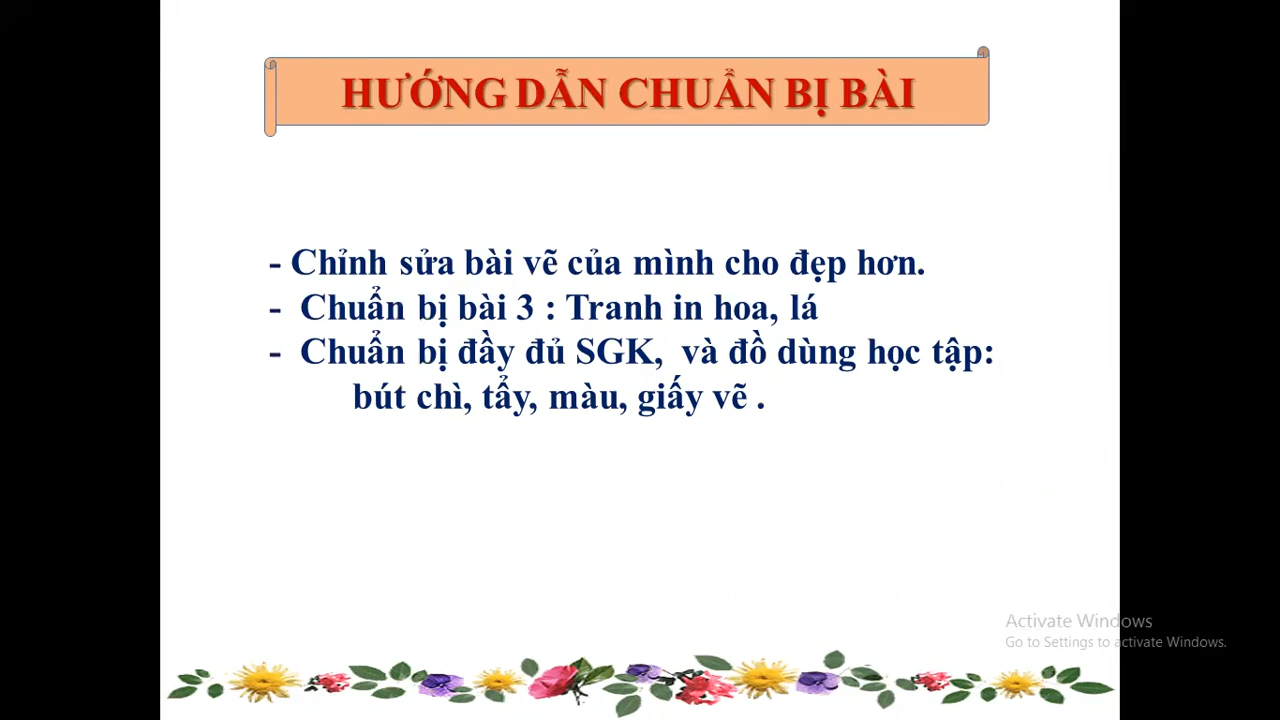 HƯỚNG DẪN CHUẨN BỊ BÀI
- Chỉnh sửa bài vẽ của mình cho đẹp hơn.
- Chuẩn bị bài 3 : Tranh in hoa, lá
- Chuẩn bị đầy đủ SGK, và đồ dùng học tập:
bút chì, tẩy, màu, giấy vẽ .
Activate Windows
Go to Settings to activate Windows.